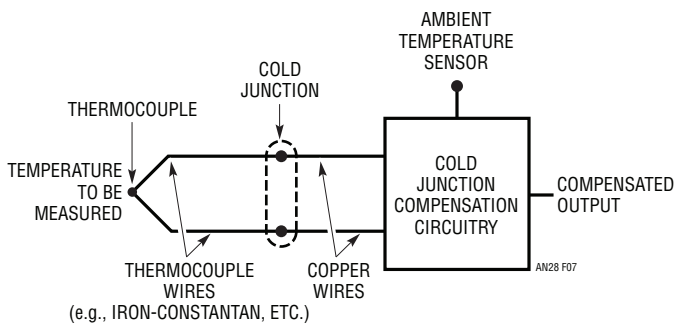 AMBIENT
TEMPERATURE
SENSOR
COLD
JUNCTION
THERMOCOUPLE
TEMPERATURE
TO BE
MEASURED
COLD
JUNCTION
COMPENSATION
CIRCUITRY
COMPENSATED
OUTPUT
THERMOCOUPLE
WIRES
(e.g., IRON-CONSTANTAN, ETC.)
COPPER
WIRES
AN28 F07